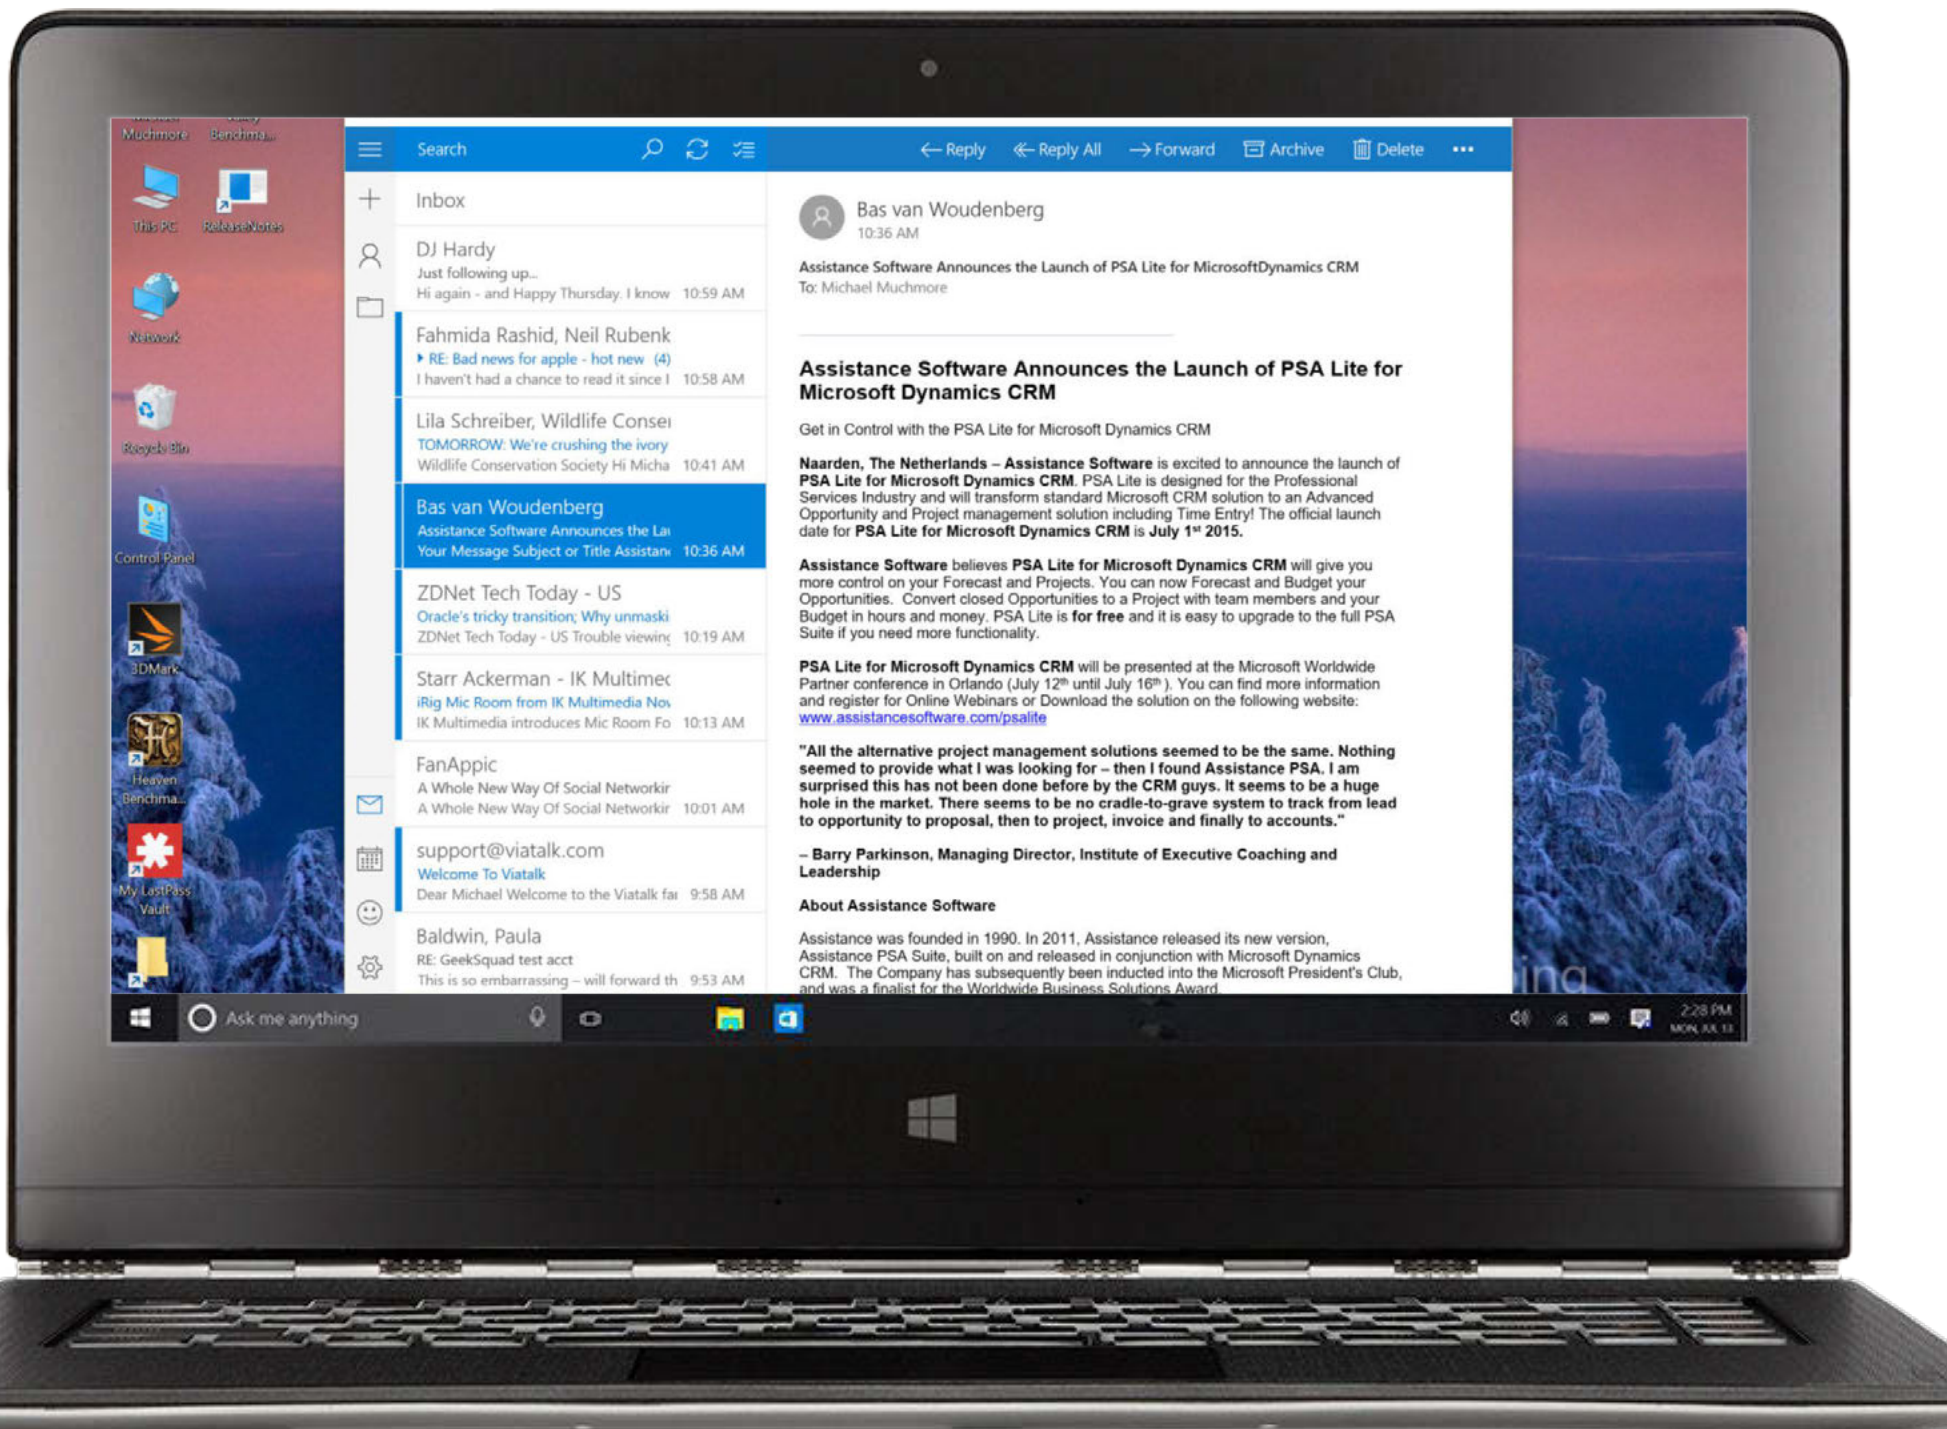 Muchmore
Benchma...
This PC
ReleaseNotes
Network
Recycle Bin
Control Panel
3DMark
Heaven
Benchma...
My LastPass
Vault
Search
Inbox
DJ Hardy
Just following up...
Hi again - and Happy Thursday. I know 10:59 AM
Fahmida Rashid, Neil Rubenk
RE: Bad news for apple - hot new (4)
I haven't had a chance to read it since I 10:58 AM
Lila Schreiber, Wildlife Conser
TOMORROW: We're crushing the ivory
Wildlife Conservation Society Hi Micha 10:41 AM
Bas van Woudenberg
Assistance Software Announces the Lau
Your Message Subject or Title Assistan 10:36 AM
ZDNet Tech Today - US
Oracle's tricky transition; Why unmaski
ZDNet Tech Today - US Trouble viewing 10:19 AM
Starr Ackerman - IK Multimed
iRig Mic Room from IK Multimedia Nov
IK Multimedia introduces Mic Room Fo 10:13 AM
FanAppic
A Whole New Way Of Social Networkin
A Whole New Way Of Social Networkin 10:01 AM
support@viatalk.com
Welcome To Viatalk
Dear Michael Welcome to the Viatalk fa 9:58 AM
Baldwin, Paula
RE: GeekSquad test acct
This is so embarrassing – will forward th 9:53 AM
Reply Reply All Forward Archive Delete
Bas van Woudenberg
10:36 AM
Assistance Software Announces the Launch of PSA Lite for MicrosoftDynamics CRM
To: Michael Muchmore
Assistance Software Announces the Launch of PSA Lite for
Microsoft Dynamics CRM
Get in Control with the PSA Lite for Microsoft Dynamics CRM
Naarden, The Netherlands – Assistance Software is excited to announce the launch of
PSA Lite for Microsoft Dynamics CRM. PSA Lite is designed for the Professional
Services Industry and will transform standard Microsoft CRM solution to an Advanced
Opportunity and Project management solution including Time Entry! The official launch
date for PSA Lite for Microsoft Dynamics CRM is July 1st 2015.
Assistance Software believes PSA Lite for Microsoft Dynamics CRM will give you
more control on your Forecast and Projects. You can now Forecast and Budget your
Opportunities. Convert closed Opportunities to a Project with team members and your
Budget in hours and money. PSA Lite is for free and it is easy to upgrade to the full PSA
Suite if you need more functionality.
PSA Lite for Microsoft Dynamics CRM will be presented at the Microsoft Worldwide
Partner conference in Orlando (July 12th until July 16th ). You can find more information
and register for Online Webinars or Download the solution on the following website:
www.assistancesoftware.com/psalite
"All the alternative project management solutions seemed to be the same. Nothing
seemed to provide what I was looking for – then I found Assistance PSA. I am
surprised this has not been done before by the CRM guys. It seems to be a huge
hole in the market. There seems to be no cradle-to-grave system to track from lead
to opportunity to proposal, then to project, invoice and finally to accounts."
– Barry Parkinson, Managing Director, Institute of Executive Coaching and
Leadership
About Assistance Software
Assistance was founded in 1990. In 2011, Assistance released its new version,
Assistance PSA Suite, built on and released in conjunction with Microsoft Dynamics
CRM. The Company has subsequently been inducted into the Microsoft President's Club,
and was a finalist for the Worldwide Business Solutions Award.
ing
Ask me anything
2:28 PM
MON, JUL 13